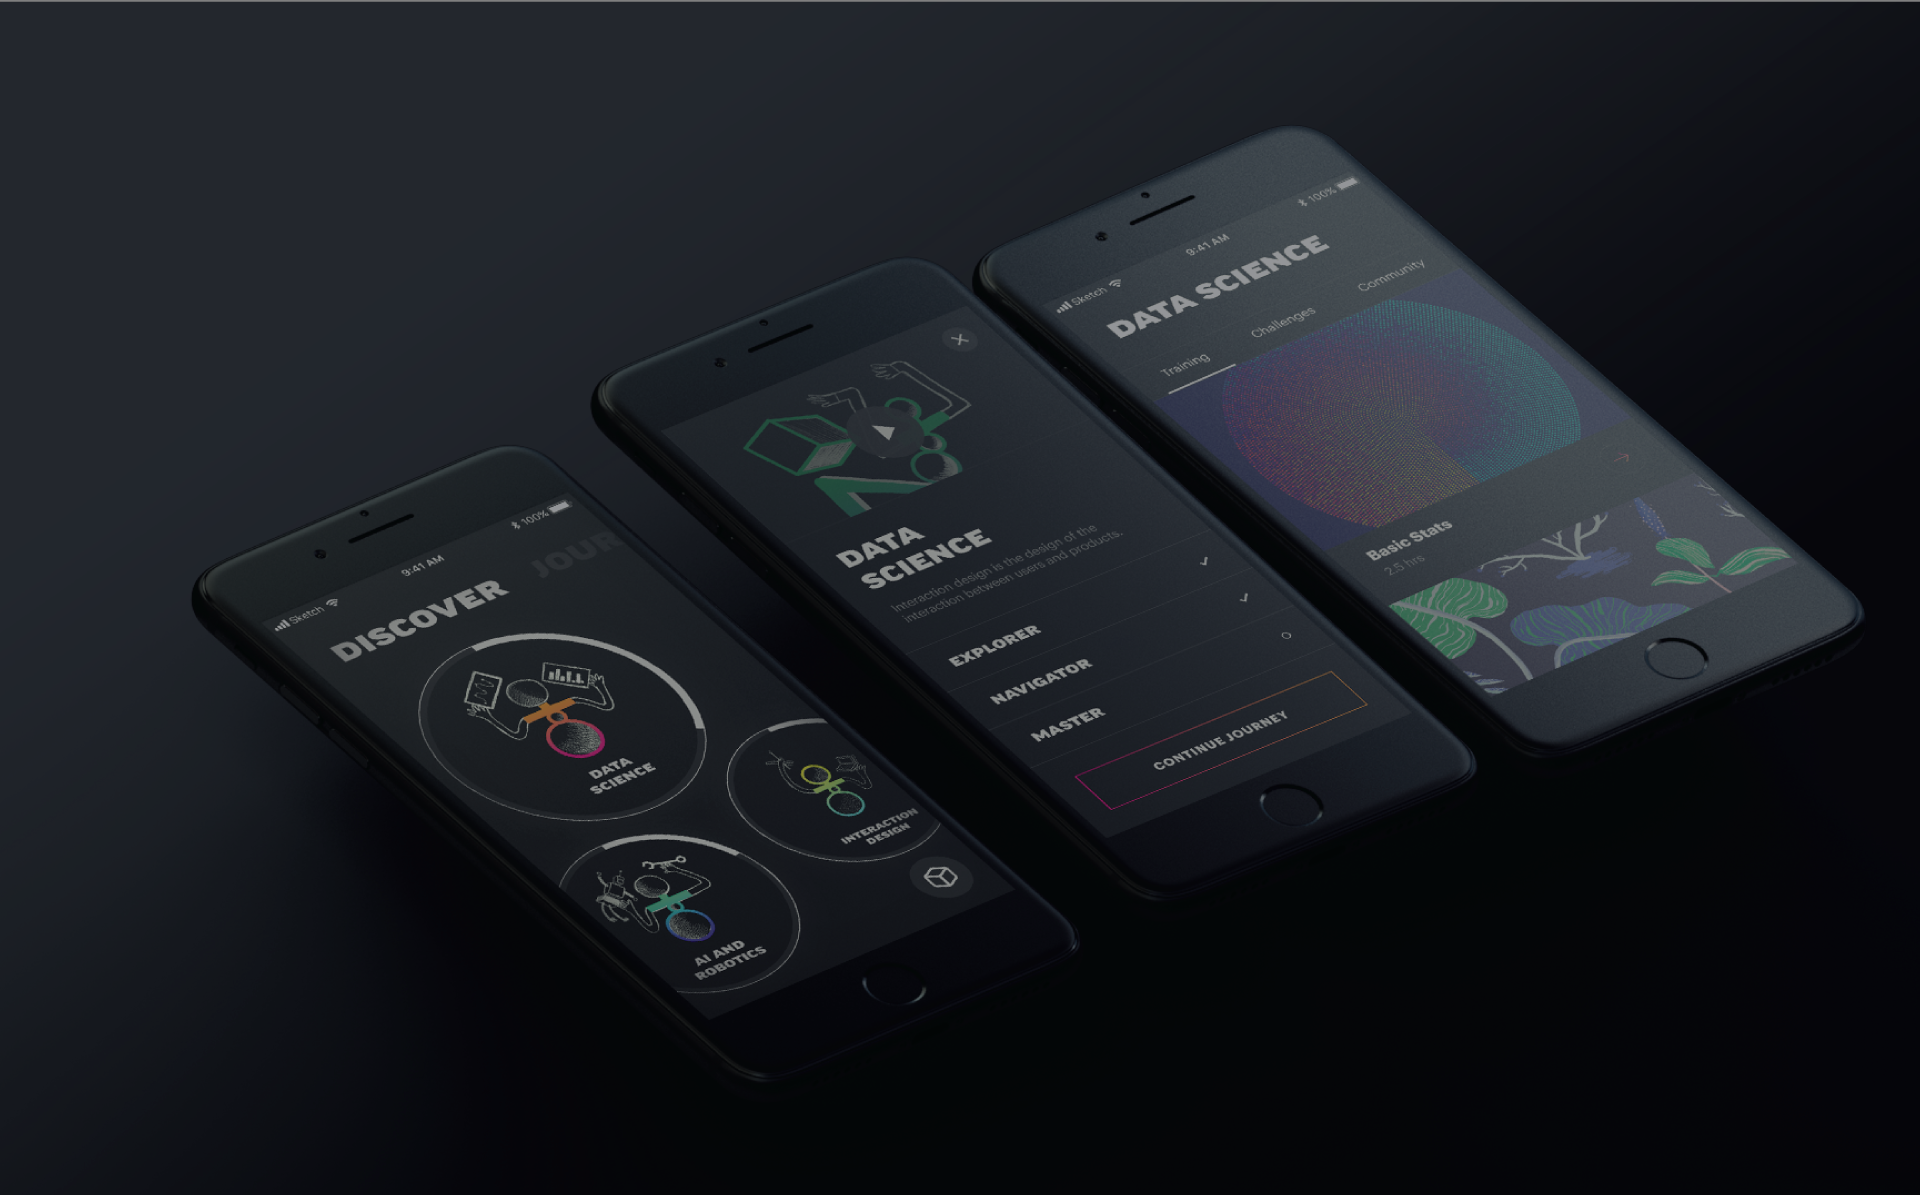 Sketch
9:41 AM
100%
DISCOVER
JOUR
DATA
SCIENCE
INTERACTION
DESIGN
AI AND
ROBOTICS
DATA
SCIENCE
Interaction design is the design of the
interaction between users and products.
EXPLORER
NAVIGATOR
MASTER
CONTINUE JOURNEY
Sketch
9:41 AM
100%
DATA SCIENCE
Training
Challenges
Community
Basic Stats
2.5 hrs